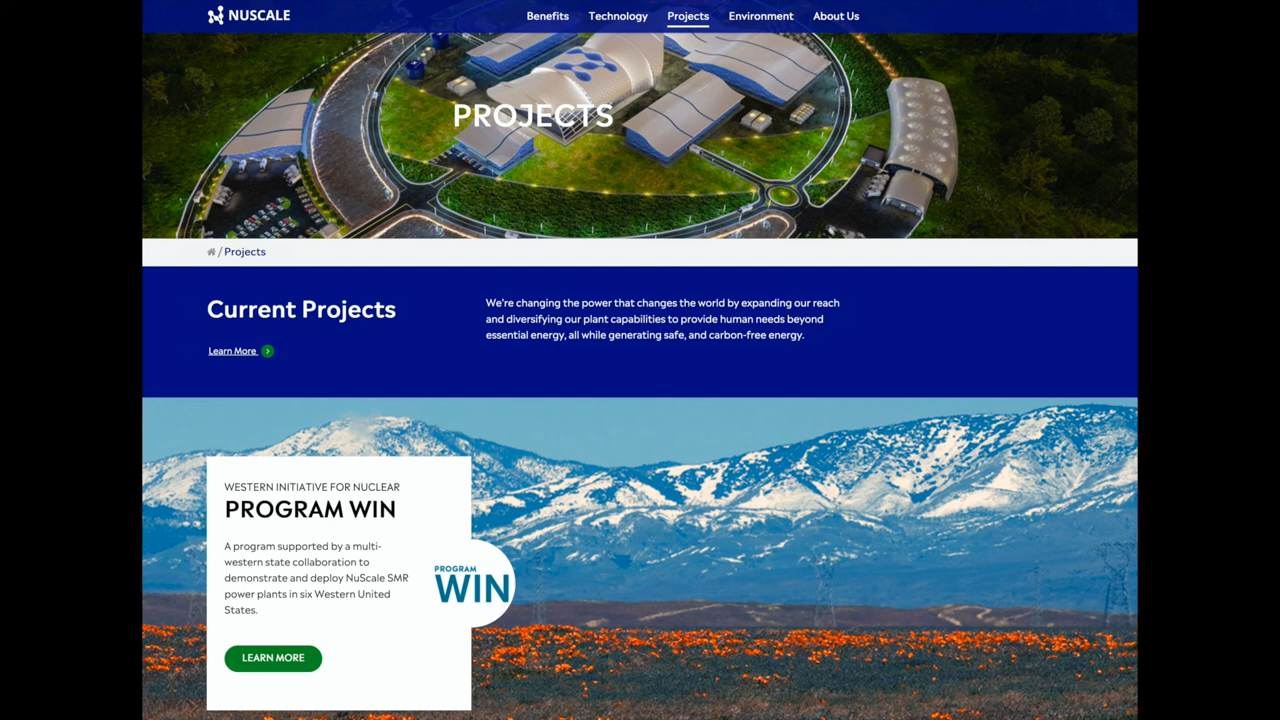 NUSCALE
Benefits Technology Projects Environment About Us
PROJECTS
/ Projects
Current Projects
Learn More
We're changing the power that changes the world by expanding our reach
and diversifying our plant capabilities to provide human needs beyond
essential energy, all while generating safe, and carbon-free energy.
WESTERN INITIATIVE FOR NUCLEAR
PROGRAM WIN
A program supported by a multi-
western state collaboration to
demonstrate and deploy NuScale SMR
power plants in six Western United
States.
PROGRAM
WIN
LEARN MORE